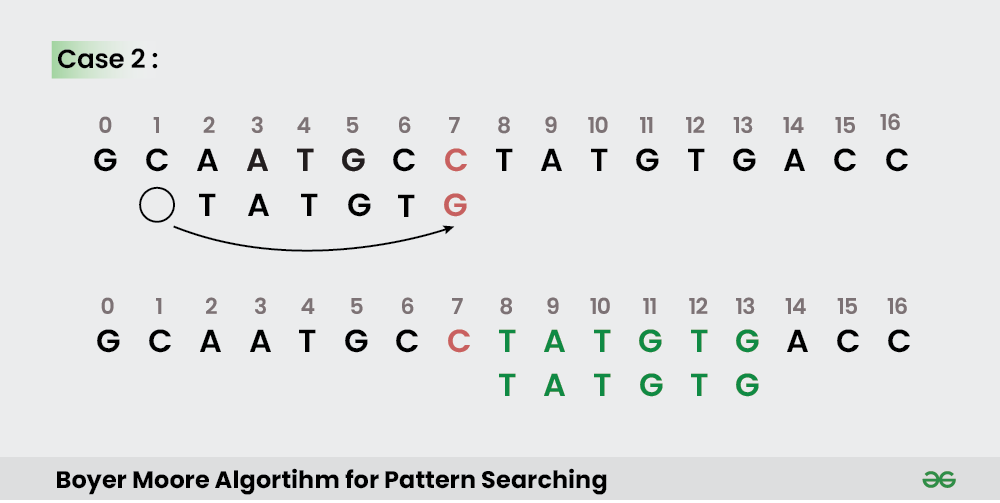 Case 2 :
0 1 2 3 4 5 6 7 8 9 10 11 12 13 14 15 16
G C A A T G C C T A T G T G A C C
T A T G T G
0 1 2 3 4 5 6 7 8 9 10 11 12 13 14 15 16
G C A A T G C C T A T G T G A C C
T A T G T G
Boyer Moore Algortihm for Pattern Searching